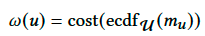 ω(u) = cost(ecdf_𝒰(m_u))